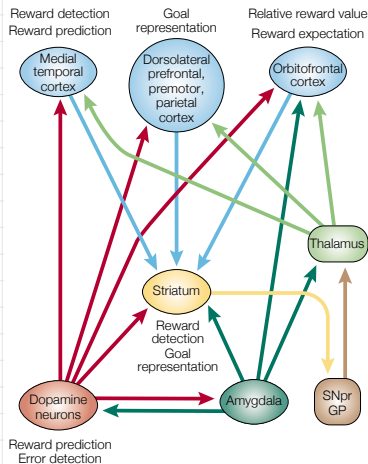 Reward detection
Reward prediction
Goal
representation
Relative reward value
Reward expectation
Medial
temporal
cortex
Dorsolateral
prefrontal,
premotor,
parietal
cortex
Orbitofrontal
cortex
Thalamus
Striatum
Reward
detection
Goal
representation
Dopamine
neurons
Amygdala
SNpr
GP
Reward prediction
Error detection